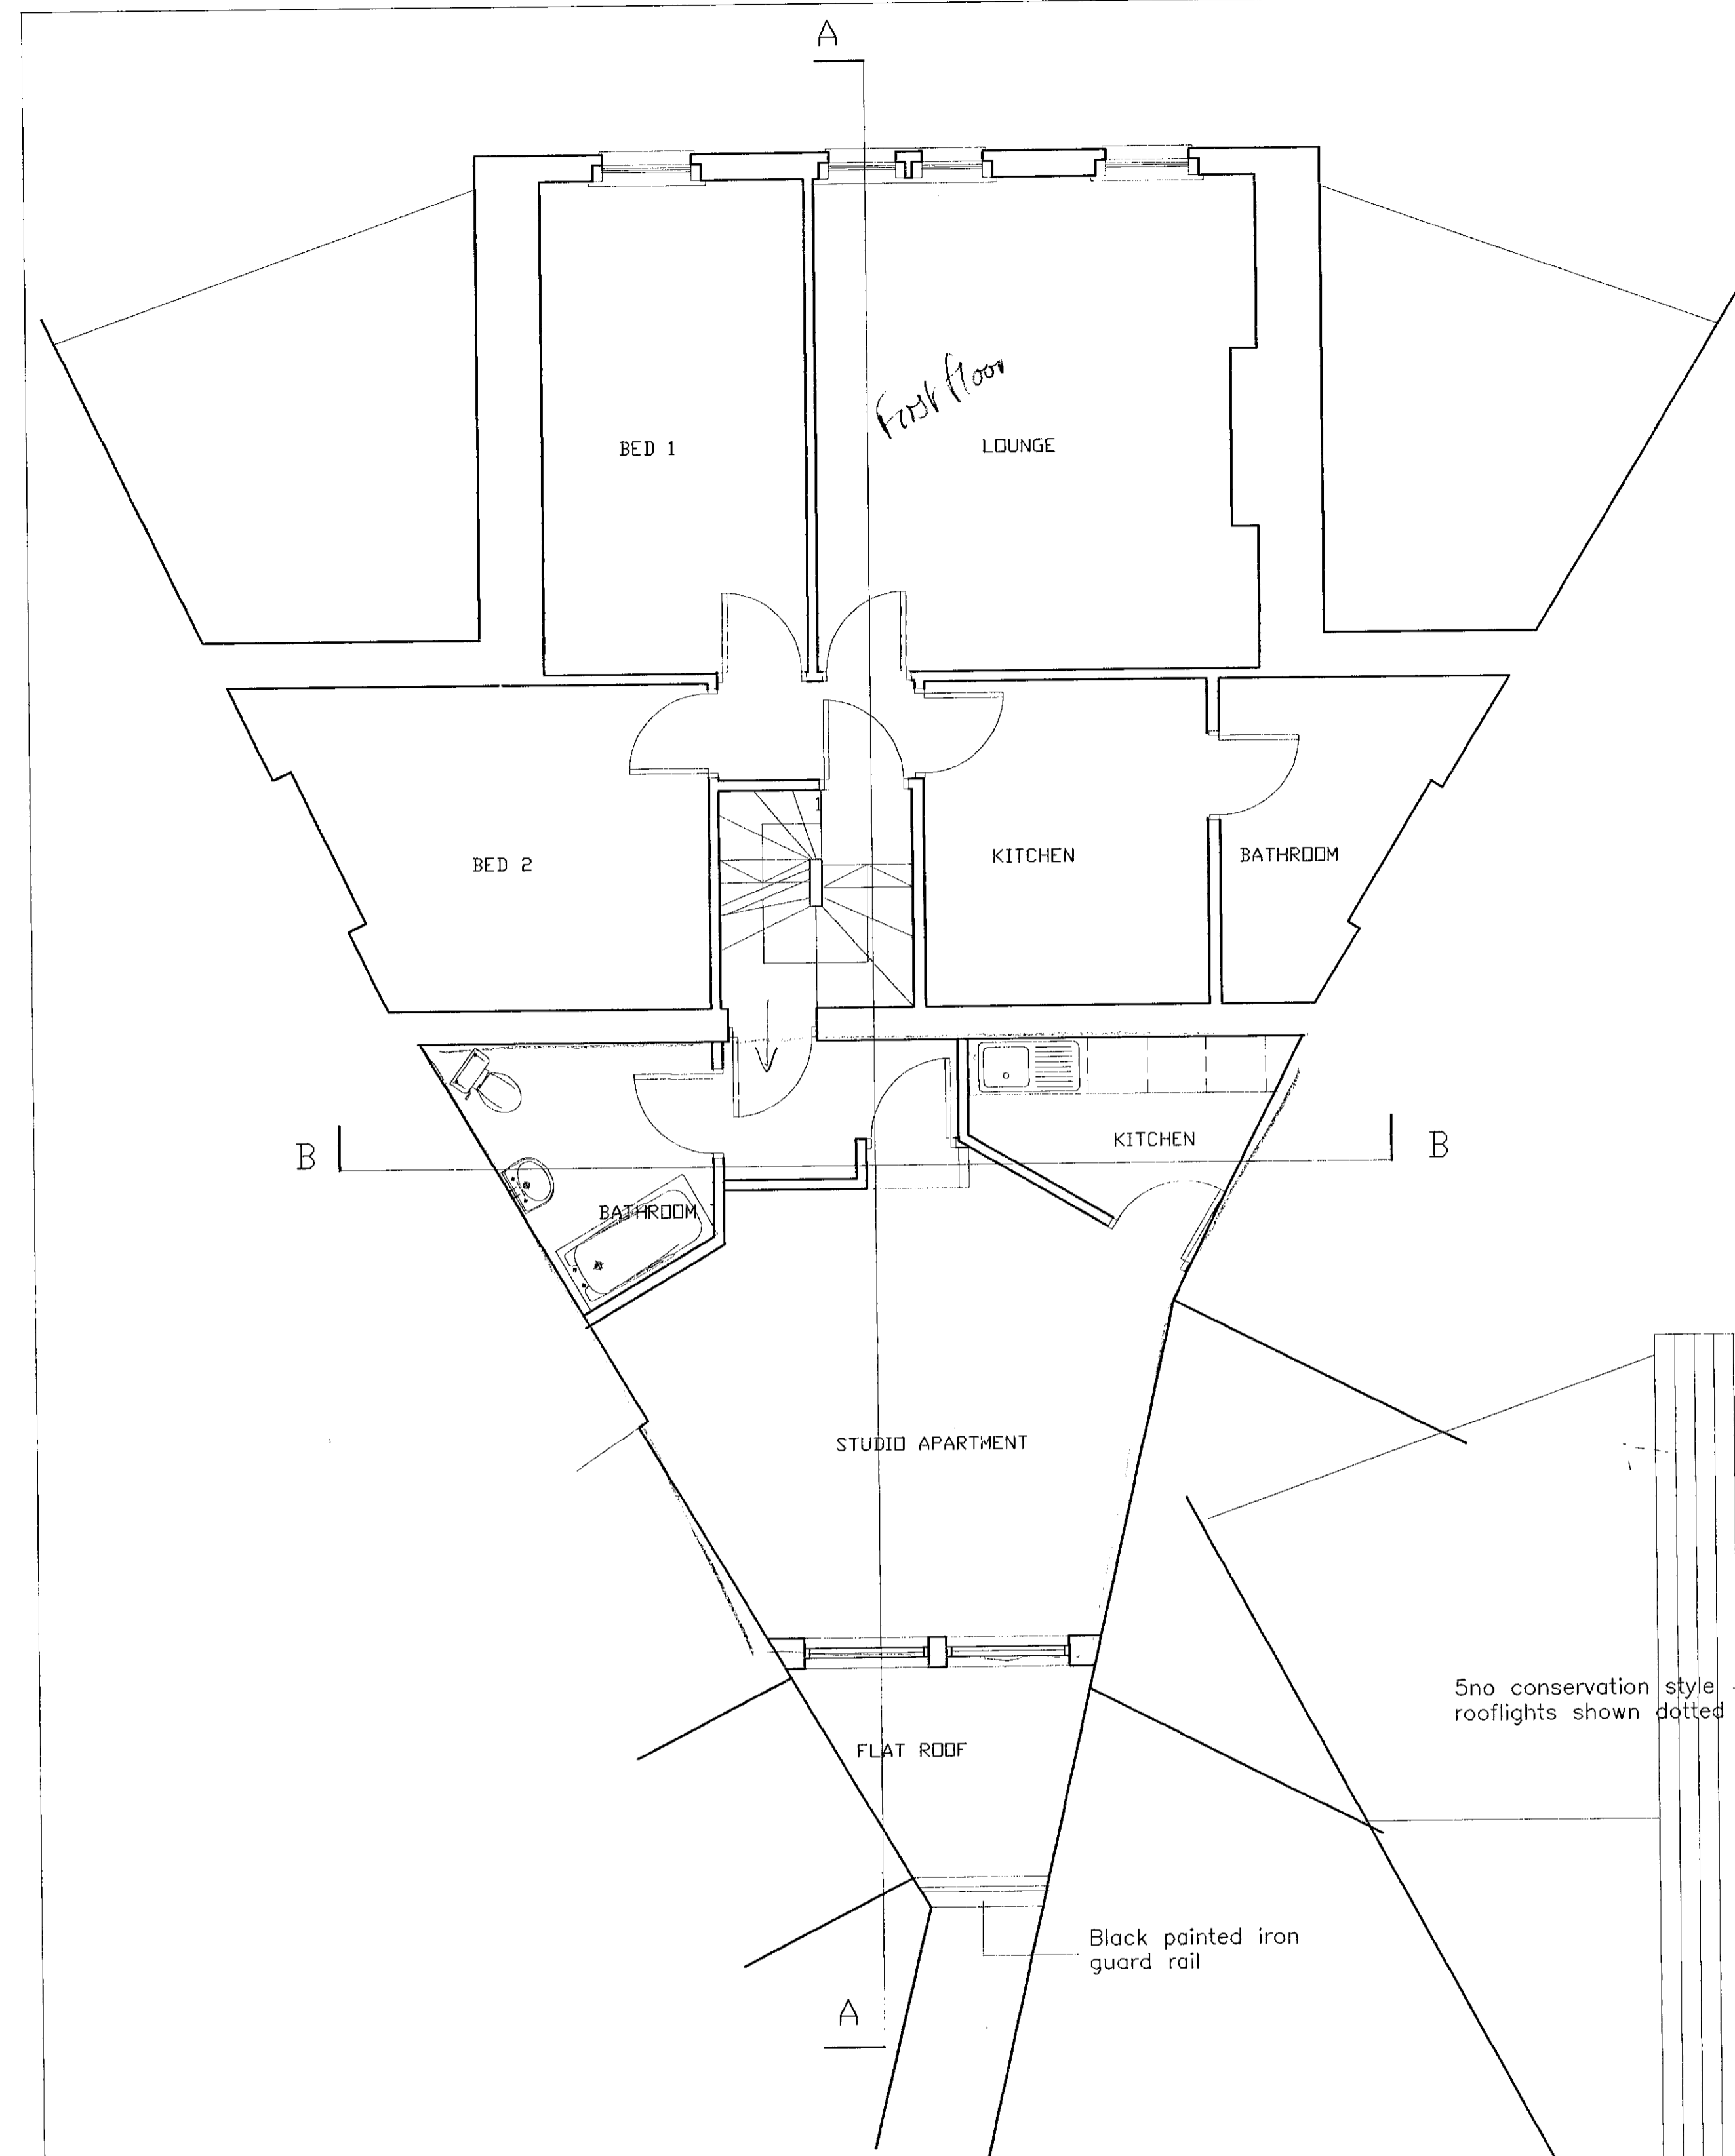 A
First floor
BED 1
LOUNGE
1
BED 2
KITCHEN
BATHROOM
B
KITCHEN
B
BATHROOM
STUDIO APARTMENT
5no conservation style
rooflights shown dotted
FLAT ROOF
Black painted iron
guard rail
A